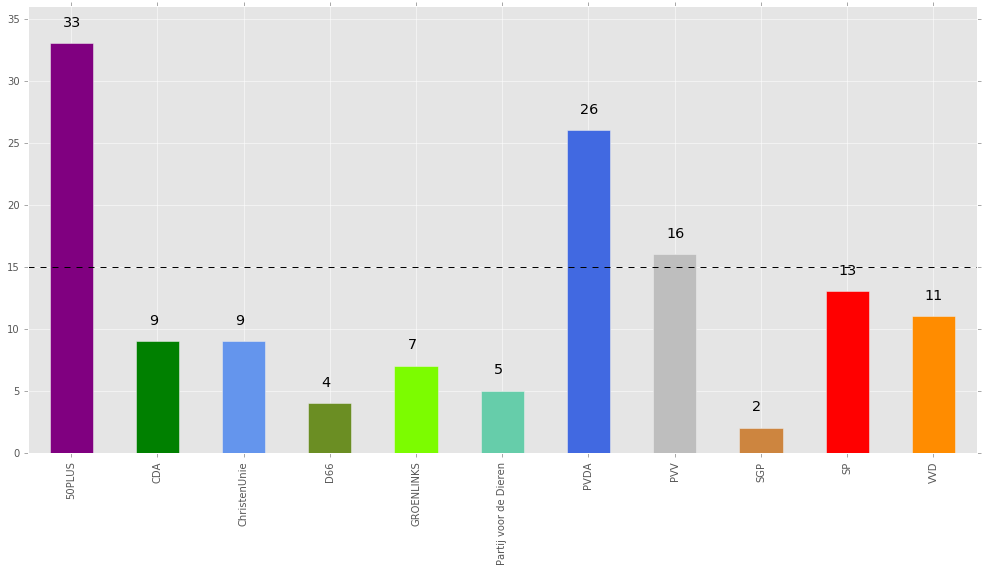 35
30
25
20
15
10
5
0
33
9
9
4
7
5
26
16
2
13
11
50PLUS
CDA
ChristenUnie
D66
GROENLINKS
Partij voor de Dieren
PVDA
PVV
SGP
SP
VVD